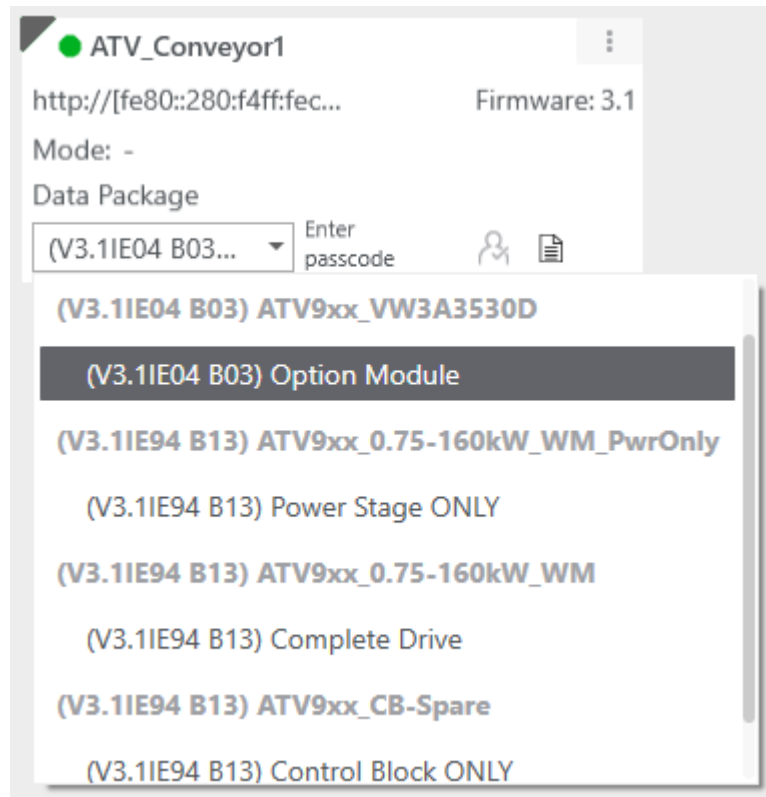 ATV_Conveyor1
http://[fe80::280:f4ff:fec... Firmware: 3.1
Mode: -
Data Package
(V3.1IE04 B03... Enter passcode
(V3.1IE04 B03) ATV9xx_VW3A3530D
(V3.1IE04 B03) Option Module
(V3.1IE94 B13) ATV9xx_0.75-160kW_WM_PwrOnly
(V3.1IE94 B13) Power Stage ONLY
(V3.1IE94 B13) ATV9xx_0.75-160kW_WM
(V3.1IE94 B13) Complete Drive
(V3.1IE94 B13) ATV9xx_CB-Spare
(V3.1IE94 B13) Control Block ONLY